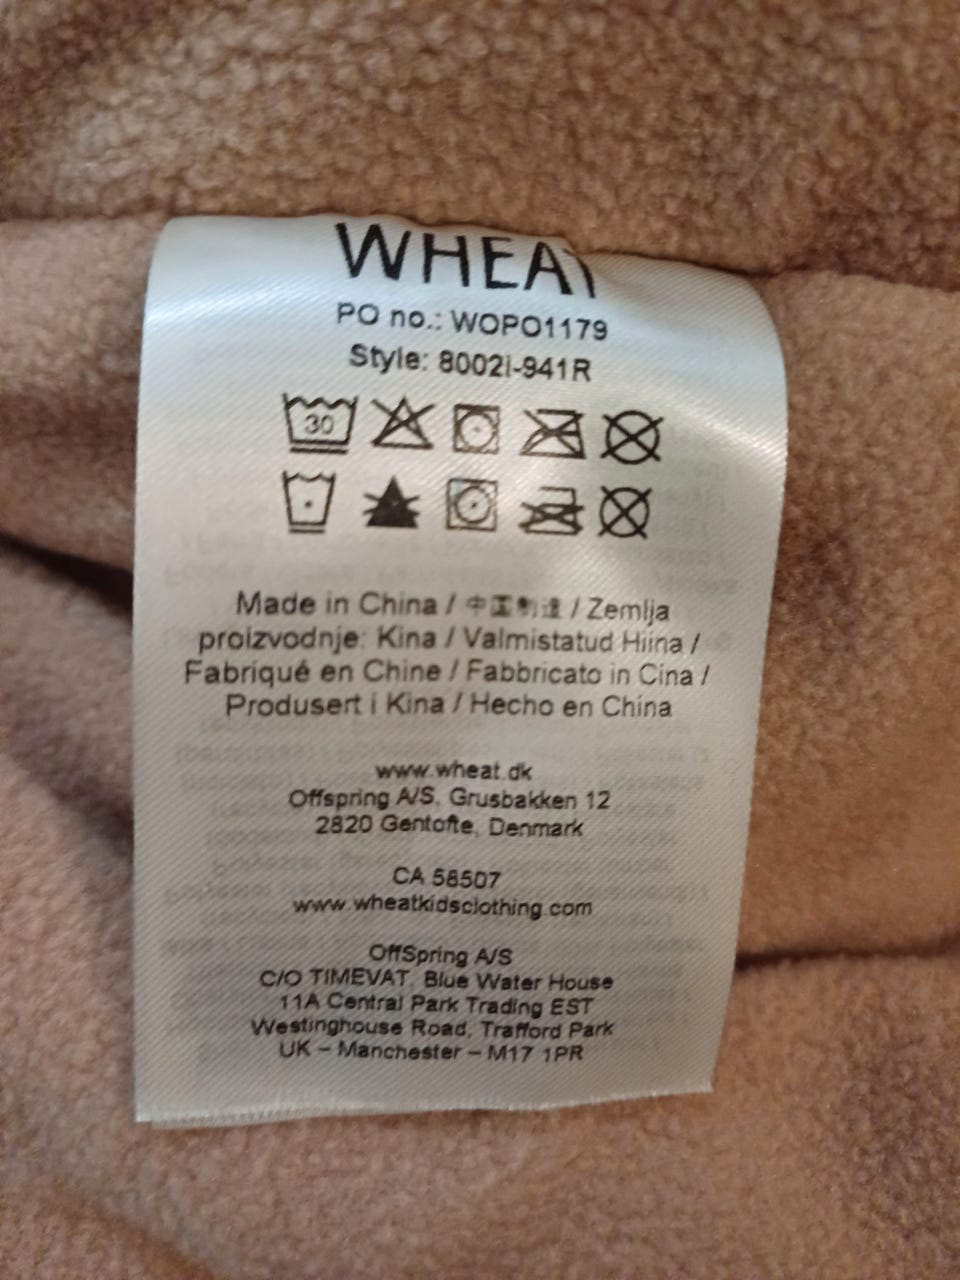 WHEAT
PO no.: WOPO1179
Style: 8002i-941R
30
Made in China / 中国制造 / Zemlja
proizvodnje: Kina / Valmistatud Hiina /
Fabriqué en Chine / Fabbricato in Cina /
Produsert i Kina / Hecho en China
www.wheat.dk
Offspring A/S, Grusbakken 12
2820 Gentofte, Denmark
CA 58507
www.wheatkidsclothing.com
OffSpring A/S
C/O TIMEVAT, Blue Water House
11A Central Park Trading EST
Westinghouse Road, Trafford Park
UK – Manchester – M17 1PR